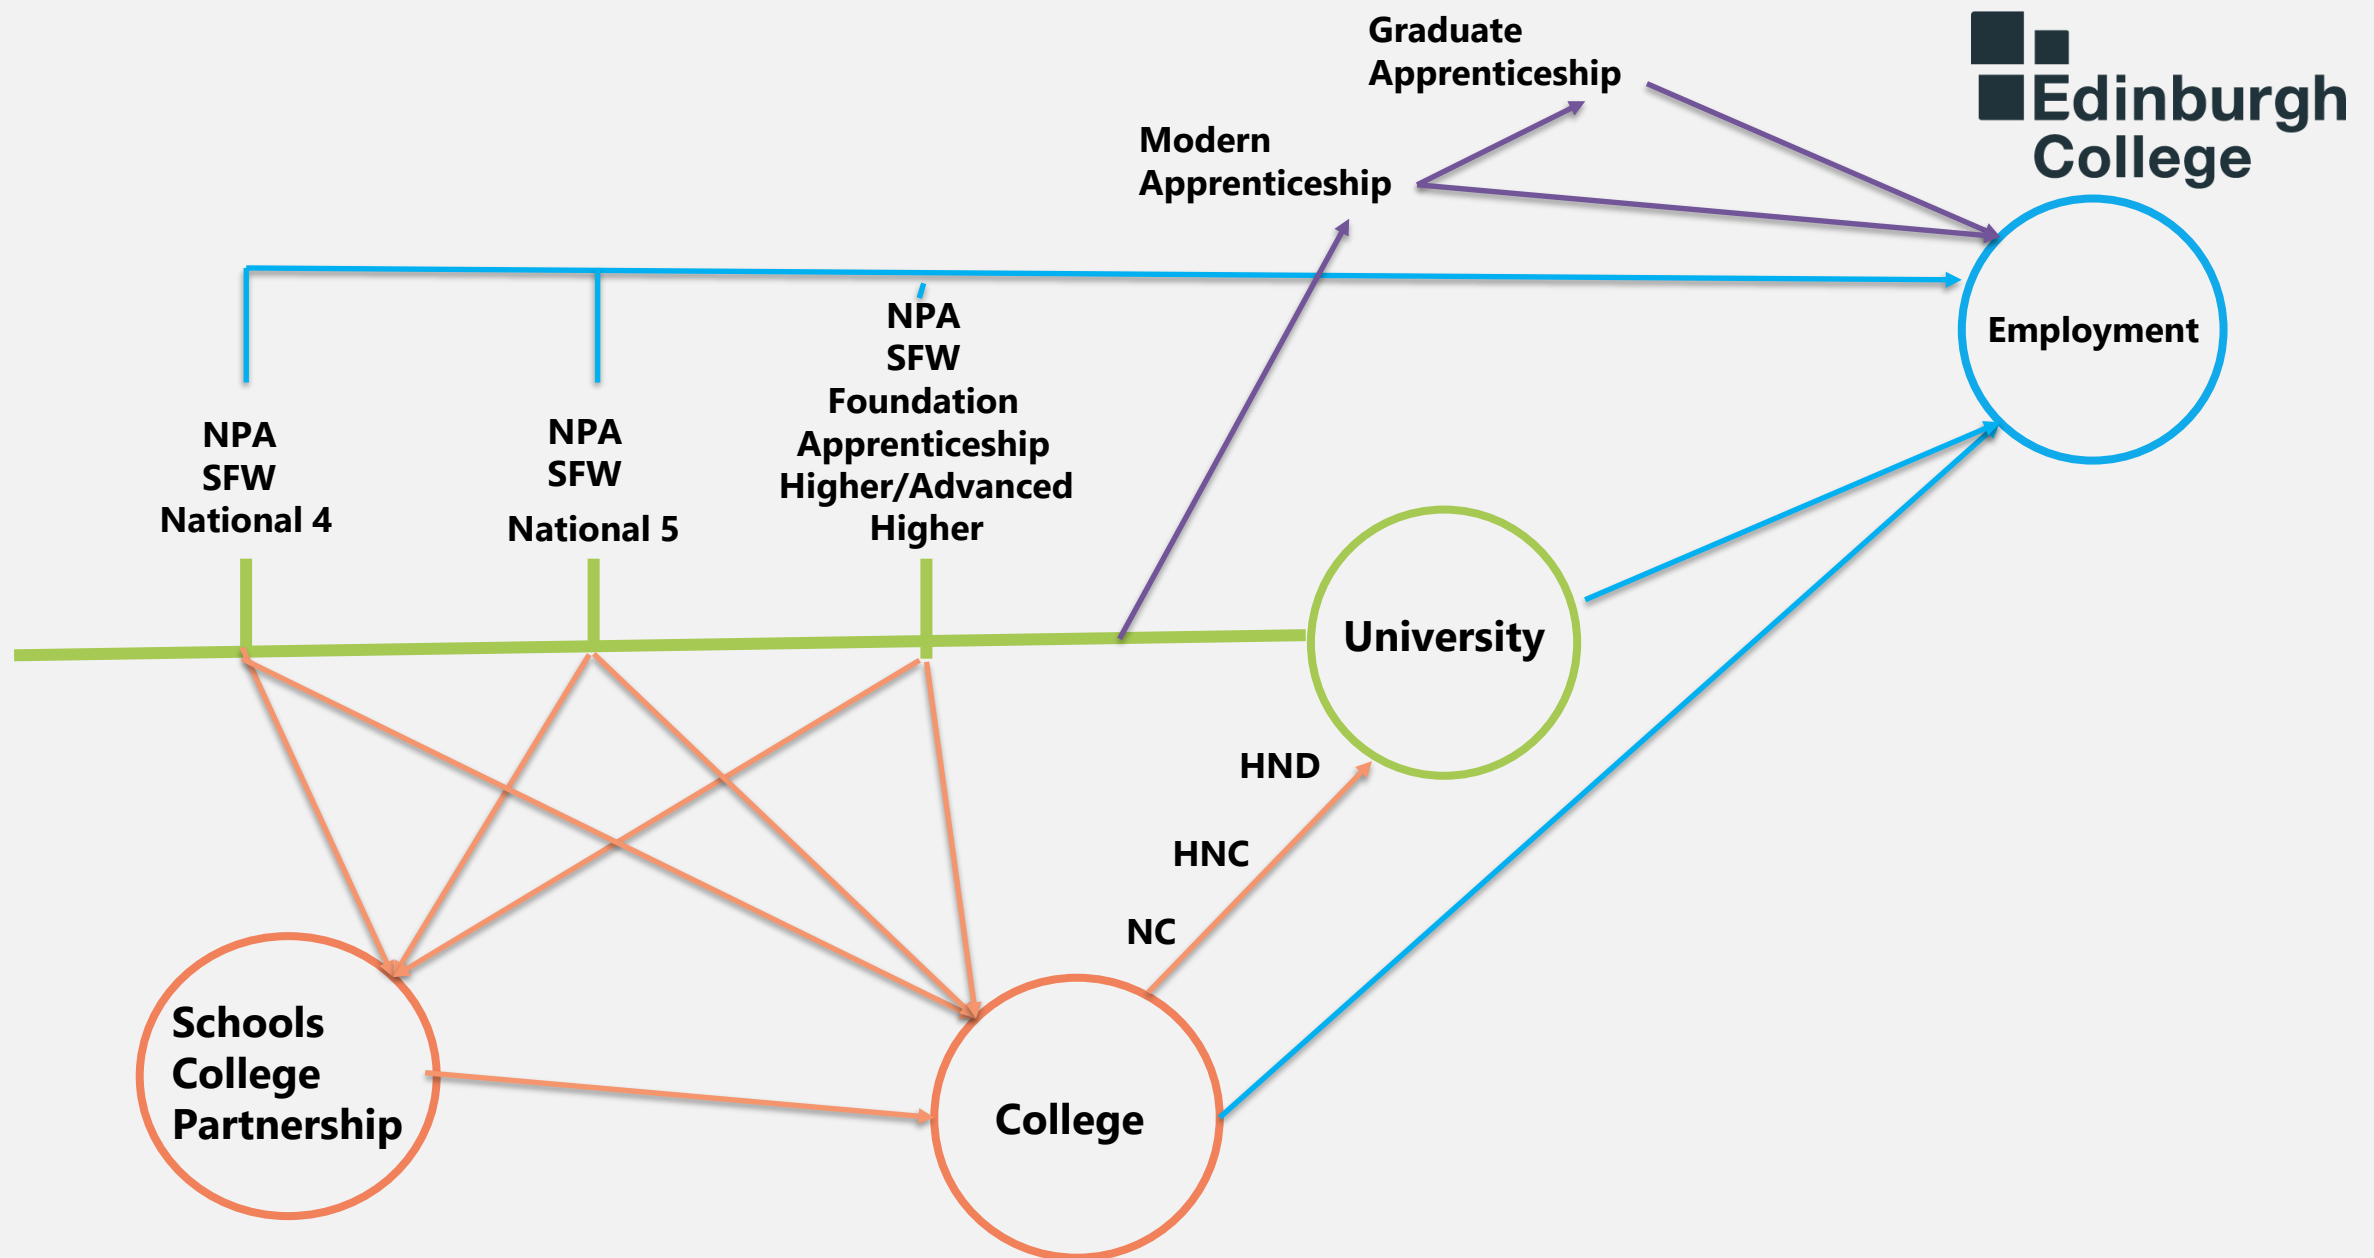 Graduate
Apprenticeship
Edinburgh
College
Modern
Apprenticeship
NPA
SFW
National 4
NPA
SFW
National 5
NPA
SFW
Foundation
Apprenticeship
Higher/Advanced
Higher
Employment
University
HND
HNC
NC
Schools
College
Partnership
College